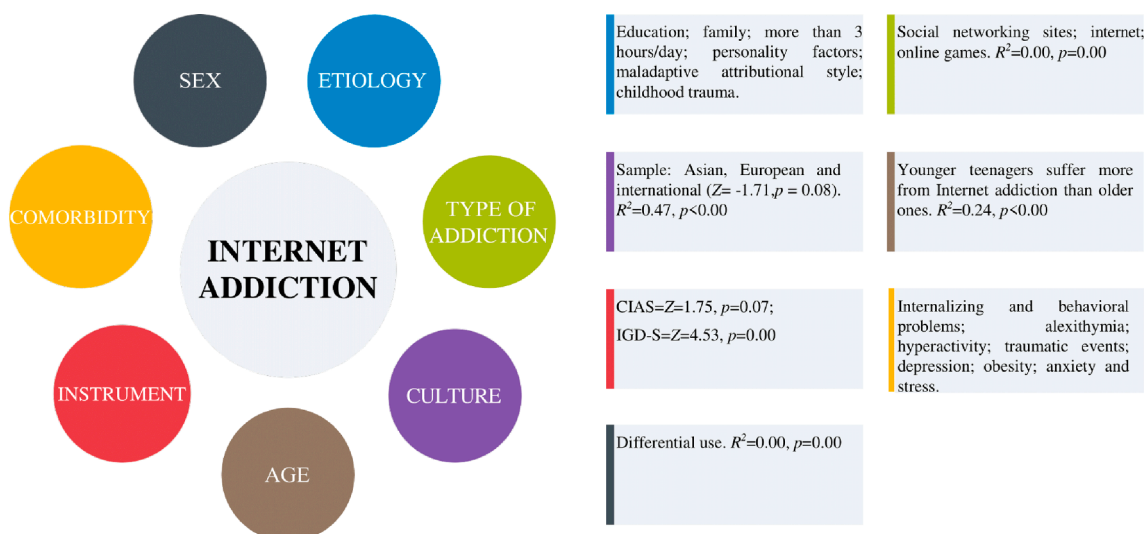 SEX
ETIOLOGY
COMORBIDITY
TYPE OF
ADDICTION
INTERNET
ADDICTION
INSTRUMENT
CULTURE
AGE
Education; family; more than 3
hours/day; personality factors;
maladaptive attributional style;
childhood trauma.
Social networking sites; internet;
online games. R²=0.00, p=0.00
Sample: Asian, European and
international (Z= -1.71,p = 0.08).
R²=0.47, p<0.00
Younger teenagers suffer more
from Internet addiction than older
ones. R²=0.24, p<0.00
CIAS=Z=1.75, p=0.07;
IGD-S=Z=4.53, p=0.00
Internalizing and behavioral
problems; alexithymia;
hyperactivity; traumatic events;
depression; obesity; anxiety and
stress.
Differential use. R²=0.00, p=0.00